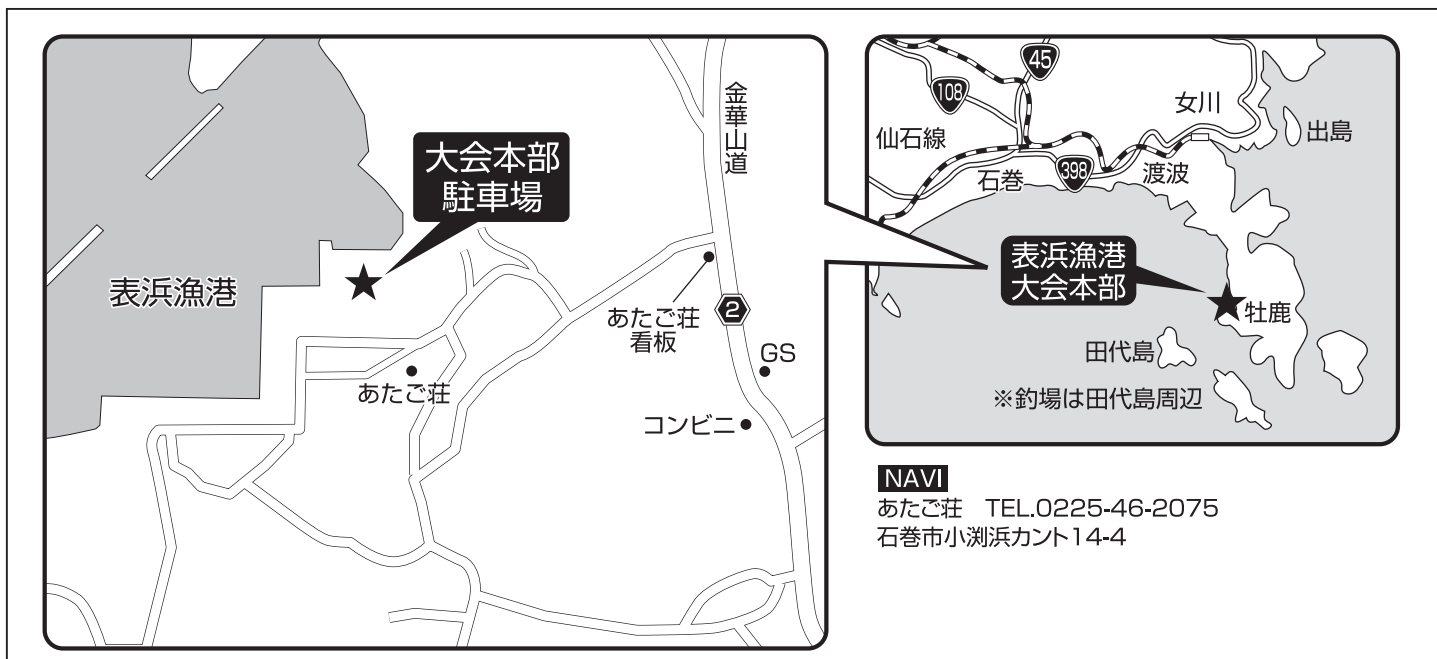 金華山道
大会本部
駐車場
表浜漁港
あたご荘
看板
2
GS
あたご荘
コンビニ
45
108
女川
出島
仙石線
398
渡波
石巻
表浜漁港
大会本部
牡鹿
田代島
※釣場は田代島周辺
NAVI
あたご荘　TEL.0225-46-2075
石巻市小渕浜カント14-4